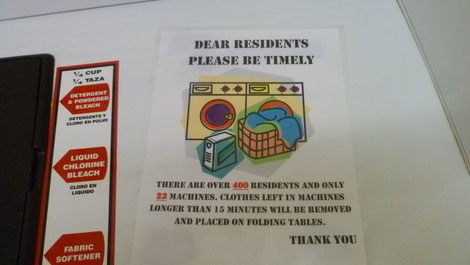 DEAR RESIDENTS
PLEASE BE TIMELY
THERE ARE OVER 400 RESIDENTS AND ONLY
23 MACHINES. CLOTHES LEFT IN MACHINES
LONGER THAN 15 MINUTES WILL BE REMOVED
AND PLACED ON FOLDING TABLES.
THANK YOU
1/4 CUP
1/4 TAZA
DETERGENT
& POWDERED
BLEACH
DETERGENTE Y
CLORO EN POLVO
LIQUID
CHLORINE
BLEACH
CLORO EN
LIQUIDO
FABRIC
SOFTENER